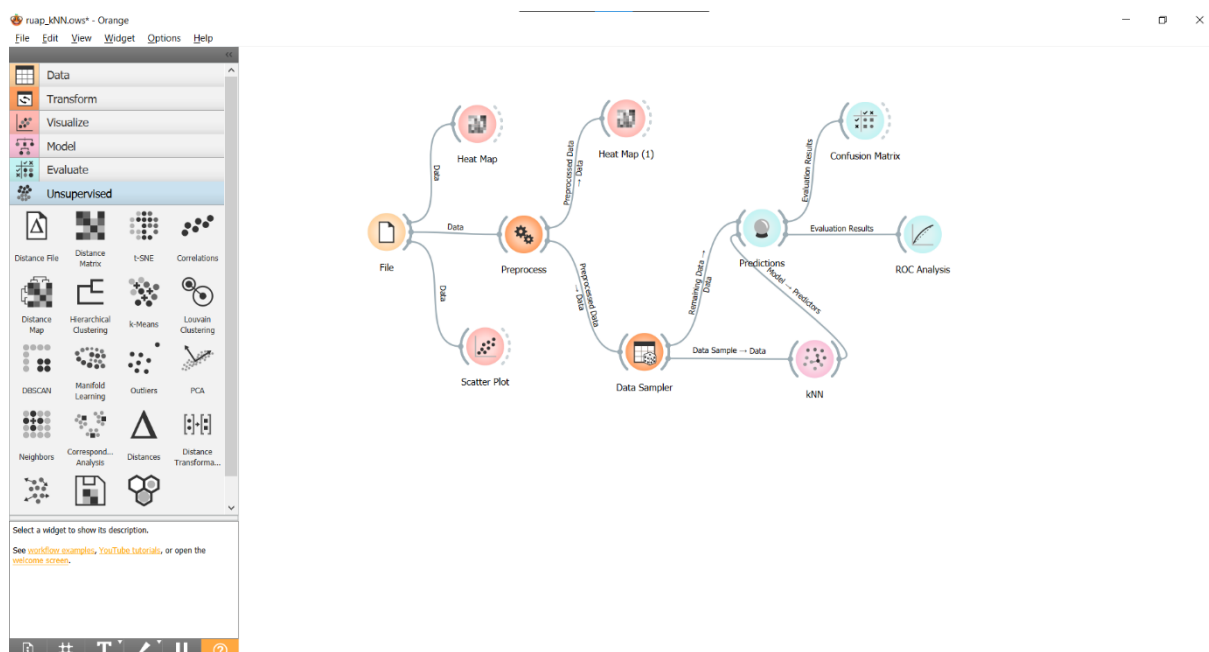 ruap_kNN.ows* - Orange
File Edit View Widget Options Help
Data
Transform
Visualize
Model
Evaluate
Unsupervised
Distance File
Distance
Matrix
t-SNE
Correlations
Distance
Map
Hierarchical
Clustering
k-Means
Louvain
Clustering
DBSCAN
Manifold
Learning
Outliers
PCA
Neighbors
Correspond...
Analysis
Distances
Distance
Transforma...
Select a widget to show its description.
See workflow examples, YouTube tutorials, or open the
welcome screen.
File
Data
Heat Map
Data
Preprocess
Data
Scatter Plot
Preprocessed Data
→ Data
Heat Map (1)
Preprocessed Data
→ Data
Data Sampler
Remaining Data →
Data
Data Sample → Data
kNN
Model → Predictors
Predictions
Evaluation Results
Confusion Matrix
Evaluation Results
ROC Analysis